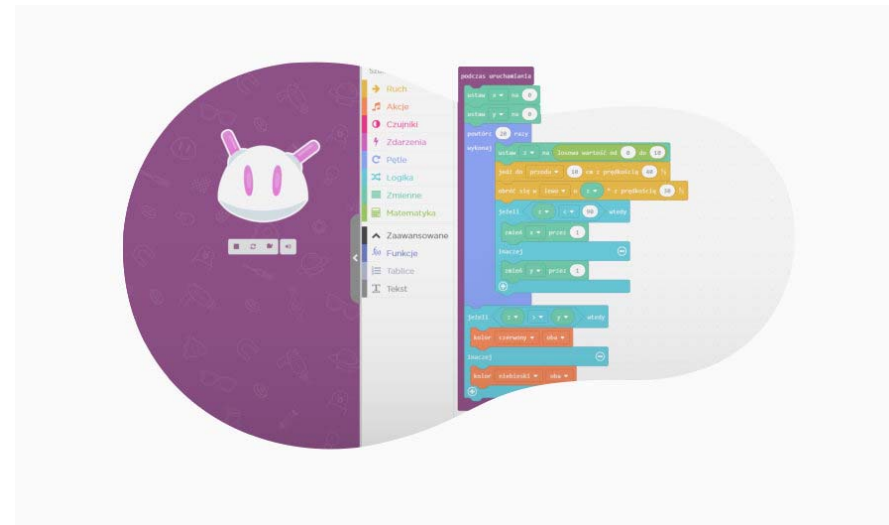 Ruch
Akcje
Czujniki
Zdarzenia
Pętle
Logika
Zmienne
Matematyka
Zaawansowane
Funkcje
Tablice
Tekst
podczas uruchamiania
ustaw x na 0
ustaw y na 0
powtórz 20 razy
wykonaj
ustaw z na losowa wartość od 0 do 10
jedź do przodu 10 cm z prędkością %
obróć się w lewo o z ° z prędkością 30 %
jeżeli z 90 wtedy
zmień x przez 1
inaczej
zmień y przez 1
jeżeli y wtedy
kolor czerwony oba
inaczej
kolor niebieski oba